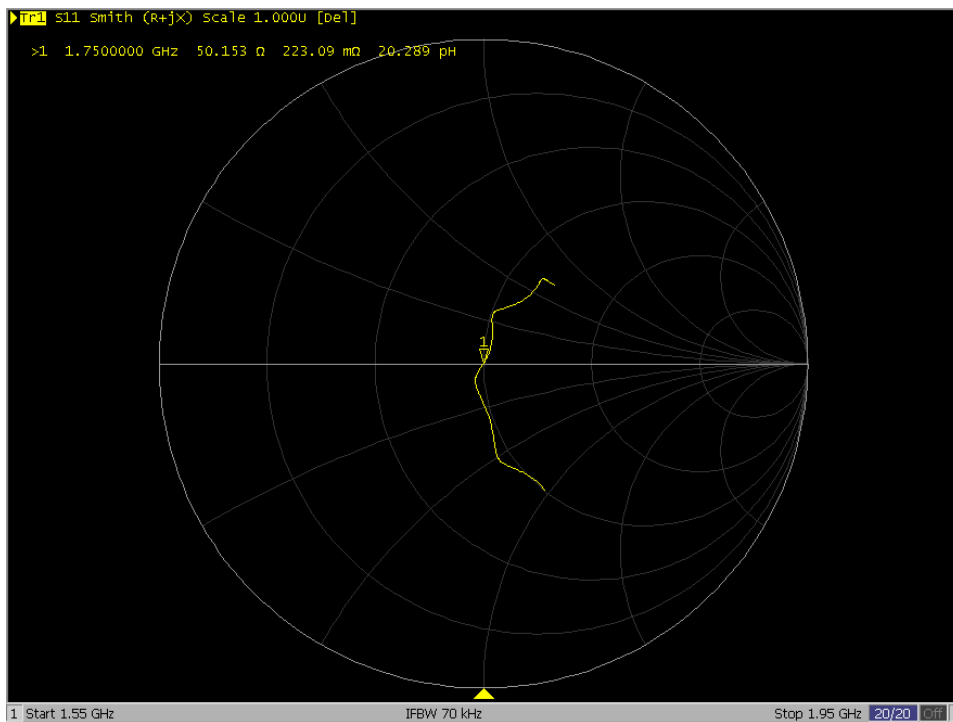 Tr1 S11 Smith (R+jX) Scale 1.000U [Del]
>1 1.7500000 GHz 50.153 Ω 223.09 mΩ 20.289 pH
1
1 Start 1.55 GHz IFBW 70 kHz Stop 1.95 GHz 20/20 Off